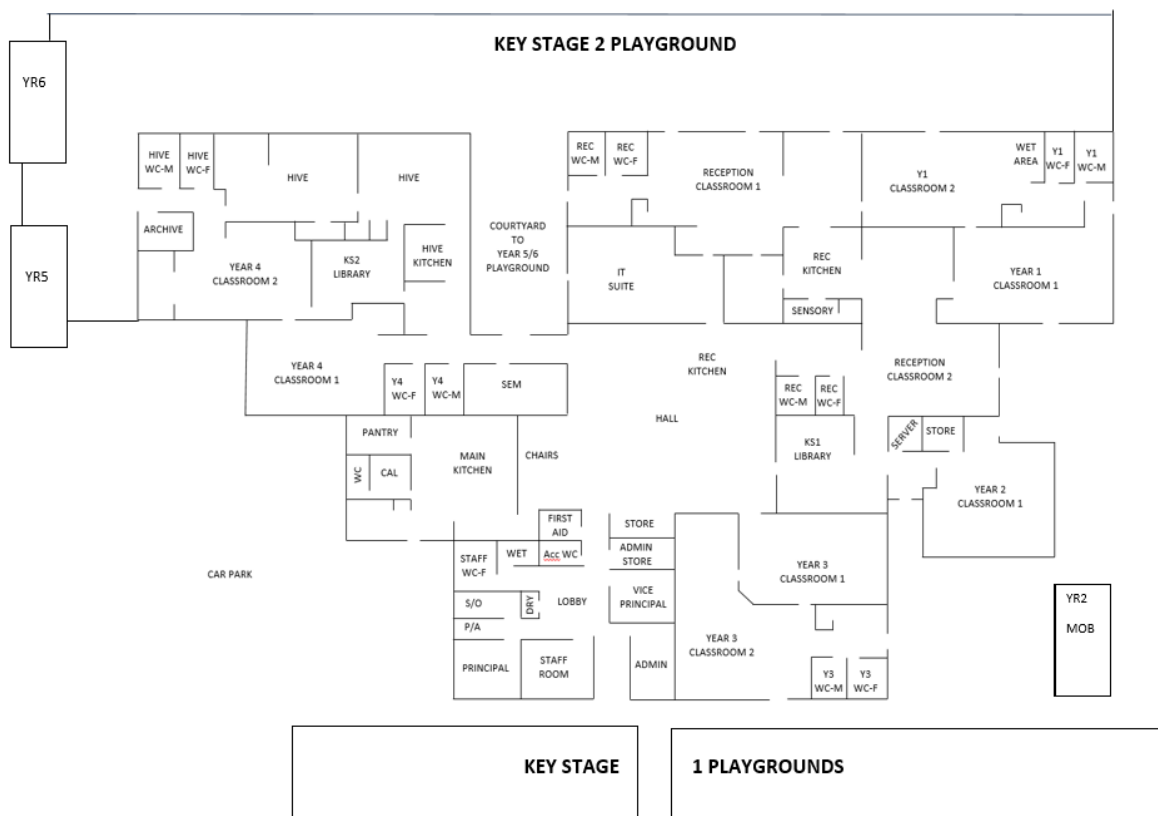 KEY STAGE 2 PLAYGROUND
YR6
YR5
HIVE
WC-M
HIVE
WC-F
HIVE
HIVE
ARCHIVE
YEAR 4
CLASSROOM 2
KS2
LIBRARY
HIVE
KITCHEN
COURTYARD
TO
YEAR 5/6
PLAYGROUND
REC
WC-M
REC
WC-F
RECEPTION
CLASSROOM 1
Y1
CLASSROOM 2
WET
AREA
Y1
WC-F
Y1
WC-M
IT
SUITE
REC
KITCHEN
SENSORY
YEAR 1
CLASSROOM 1
YEAR 4
CLASSROOM 1
Y4
WC-F
Y4
WC-M
SEM
REC
KITCHEN
HALL
REC
WC-M
REC
WC-F
RECEPTION
CLASSROOM 2
PANTRY
WC
CAL
MAIN
KITCHEN
CHAIRS
KS1
LIBRARY
SERVER
STORE
YEAR 2
CLASSROOM 1
CAR PARK
FIRST
AID
STAFF
WC-F
WET
Acc WC
STORE
ADMIN
STORE
YEAR 3
CLASSROOM 1
S/O
DRY
LOBBY
VICE
PRINCIPAL
P/A
PRINCIPAL
STAFF
ROOM
ADMIN
YEAR 3
CLASSROOM 2
Y3
WC-M
Y3
WC-F
YR2
MOB
KEY STAGE
1 PLAYGROUNDS